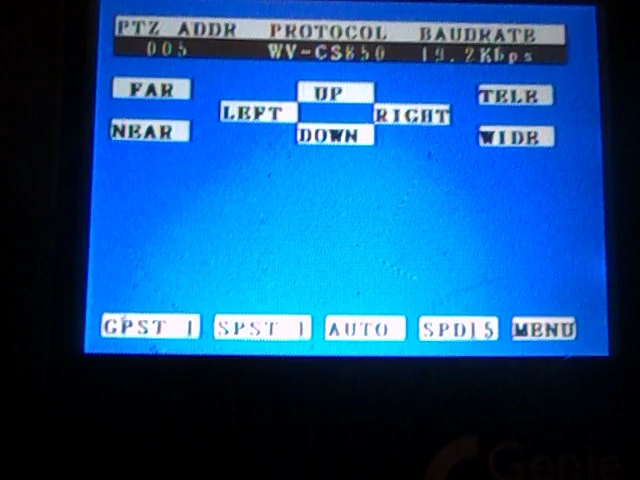 PTZ ADDR PROTOCOL BAUDRATE
005 WV-CS850 19.2Kbps
FAR UP TELE
LEFT RIGHT
NEAR DOWN WIDE
GPST 1 SPST 1 AUTO SPD15 MENU
Genie